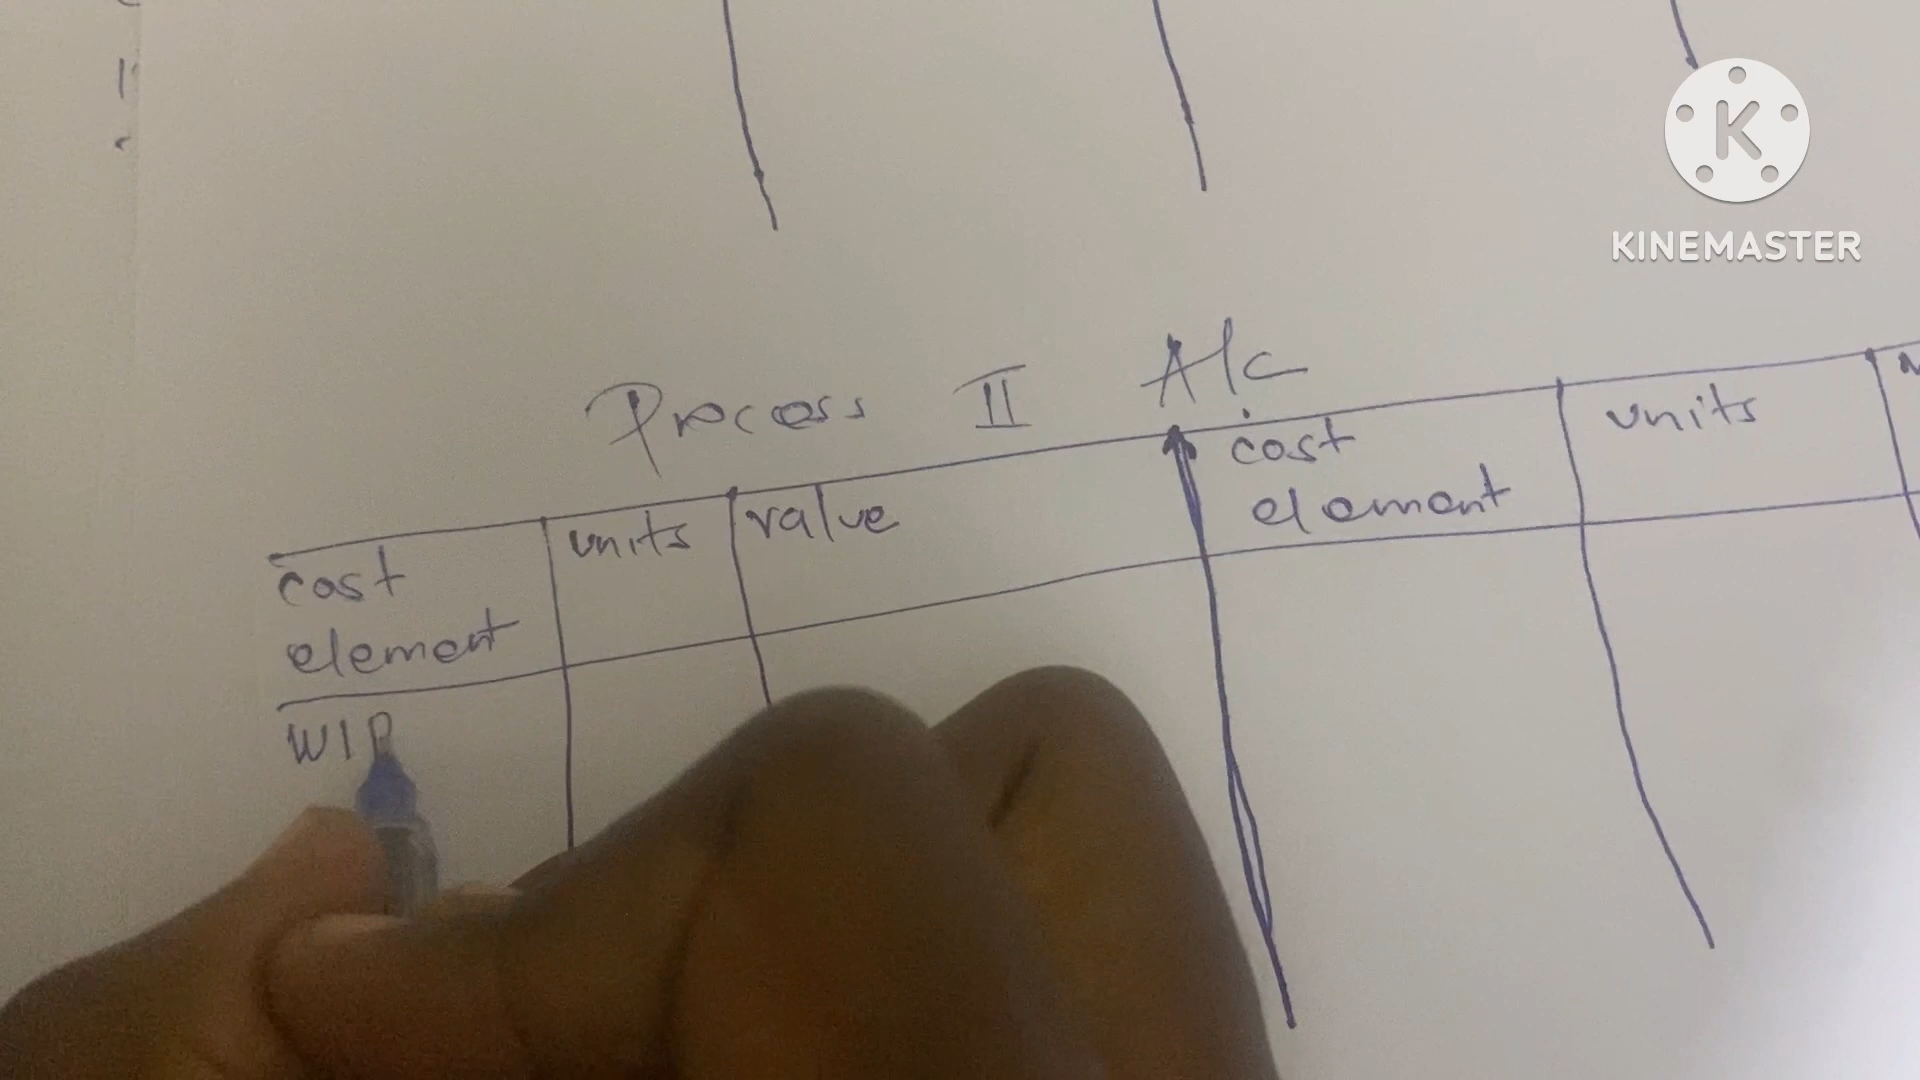 K
KINEMASTER
Process II A/c
cost element
units
value
cost element
units
WIP